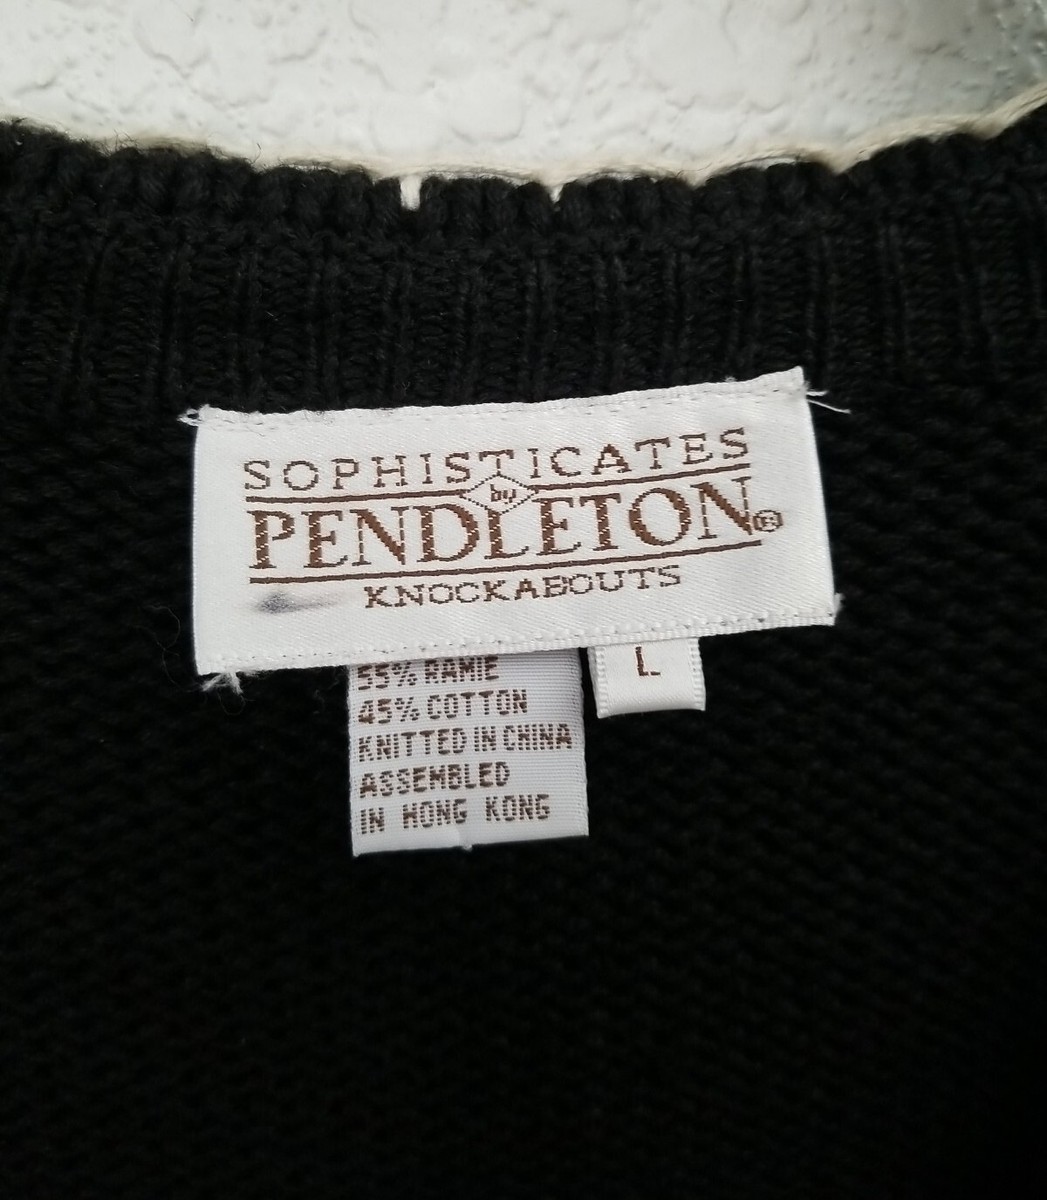 SOPHISTICATES
by
PENDLETON®
KNOCKABOUTS
55% RAMIE
45% COTTON
KNITTED IN CHINA
ASSEMBLED
IN HONG KONG
L